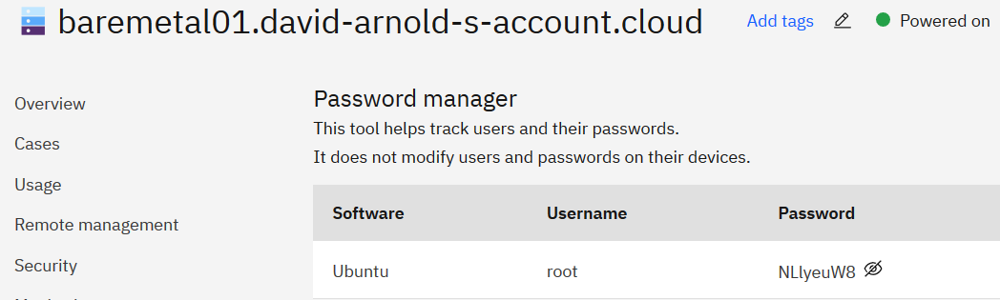 baremetal01.david-arnold-s-account.cloud
Add tags
Powered on
Overview
Cases
Usage
Remote management
Security
Password manager
This tool helps track users and their passwords.
It does not modify users and passwords on their devices.
Software Username Password
Ubuntu root NLlyeuW8